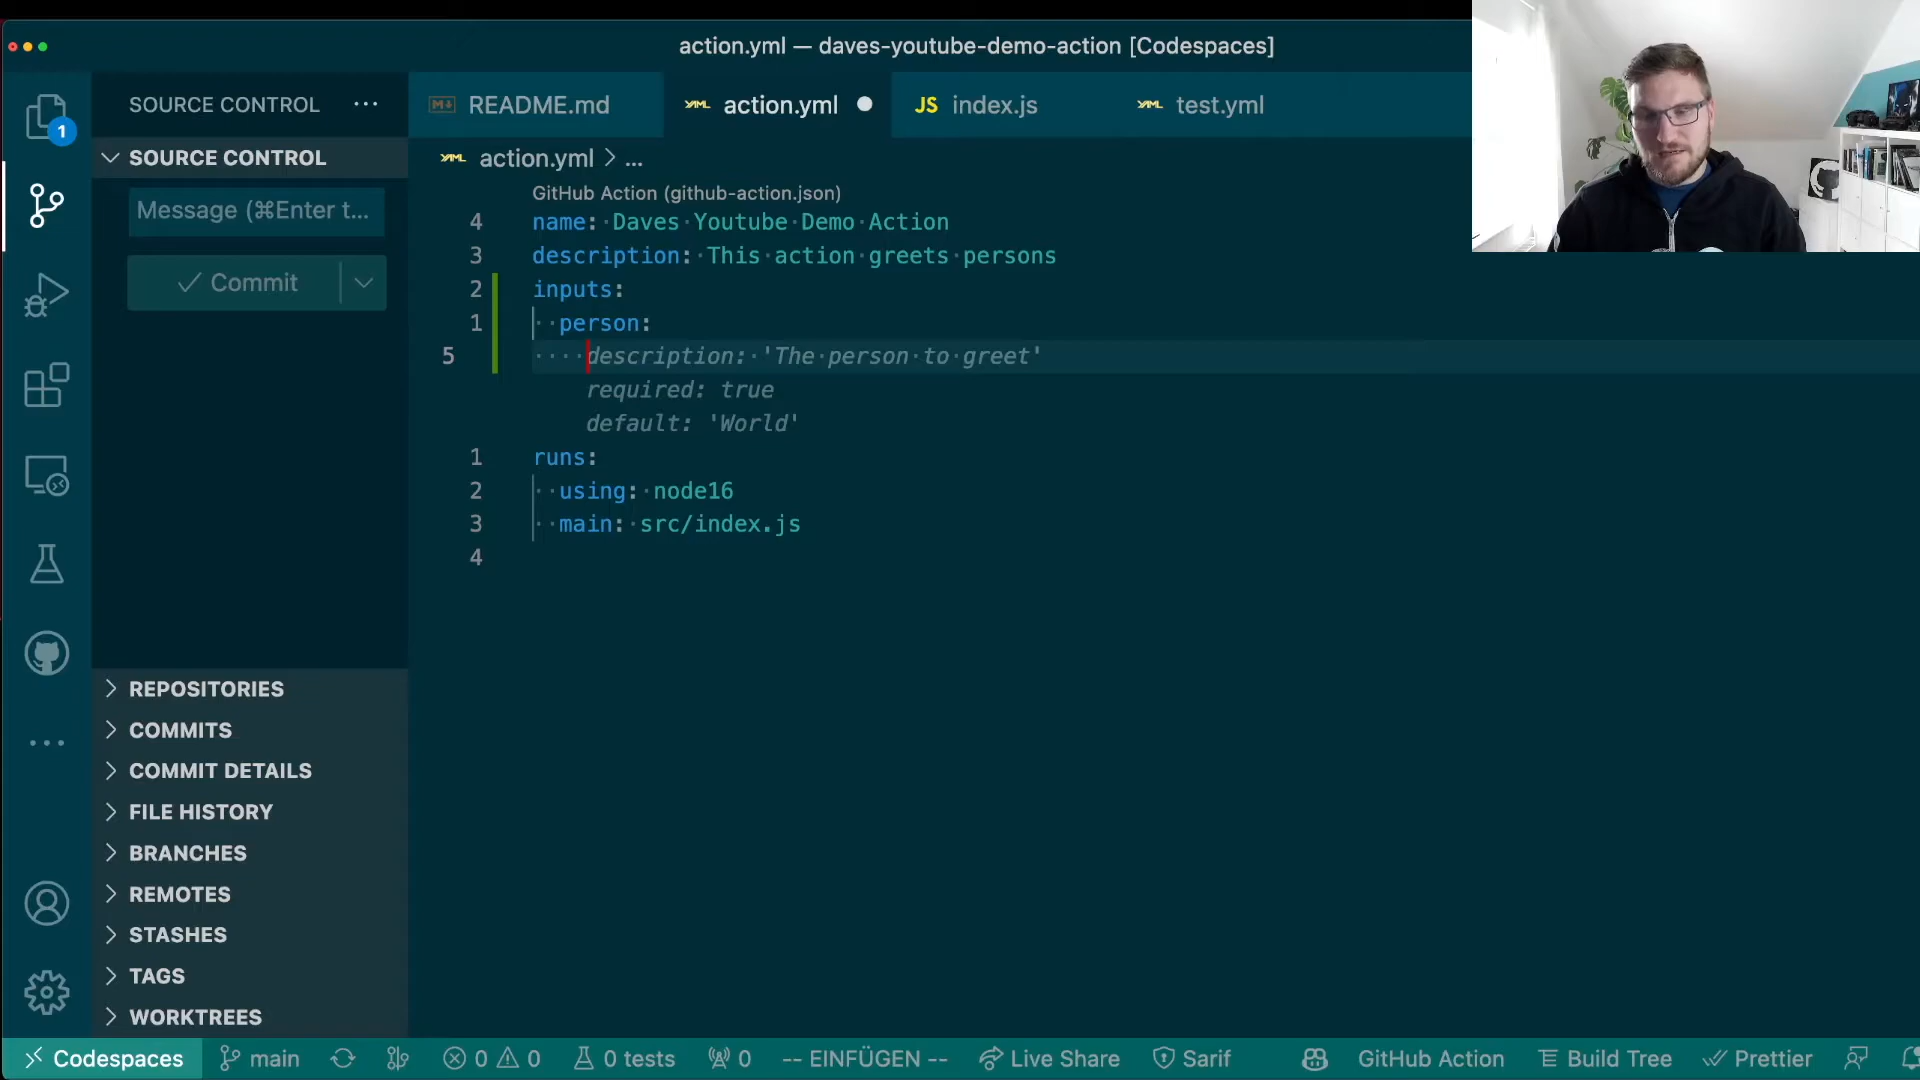 action.yml — daves-youtube-demo-action [Codespaces]
SOURCE CONTROL ···
README.md
action.yml
JS index.js
test.yml
1
SOURCE CONTROL
action.yml > ...
Message (⌘Enter t...
Commit
GitHub Action (github-action.json)
4 name: Daves Youtube Demo Action
3 description: This action greets persons
2 inputs:
1 person:
5 description: 'The person to greet'
required: true
default: 'World'
1 runs:
2 using: node16
3 main: src/index.js
4
REPOSITORIES
COMMITS
COMMIT DETAILS
FILE HISTORY
BRANCHES
REMOTES
STASHES
TAGS
WORKTREES
Codespaces main 0 0 0 tests 0 -- EINFÜGEN -- Live Share Sarif GitHub Action Build Tree Prettier